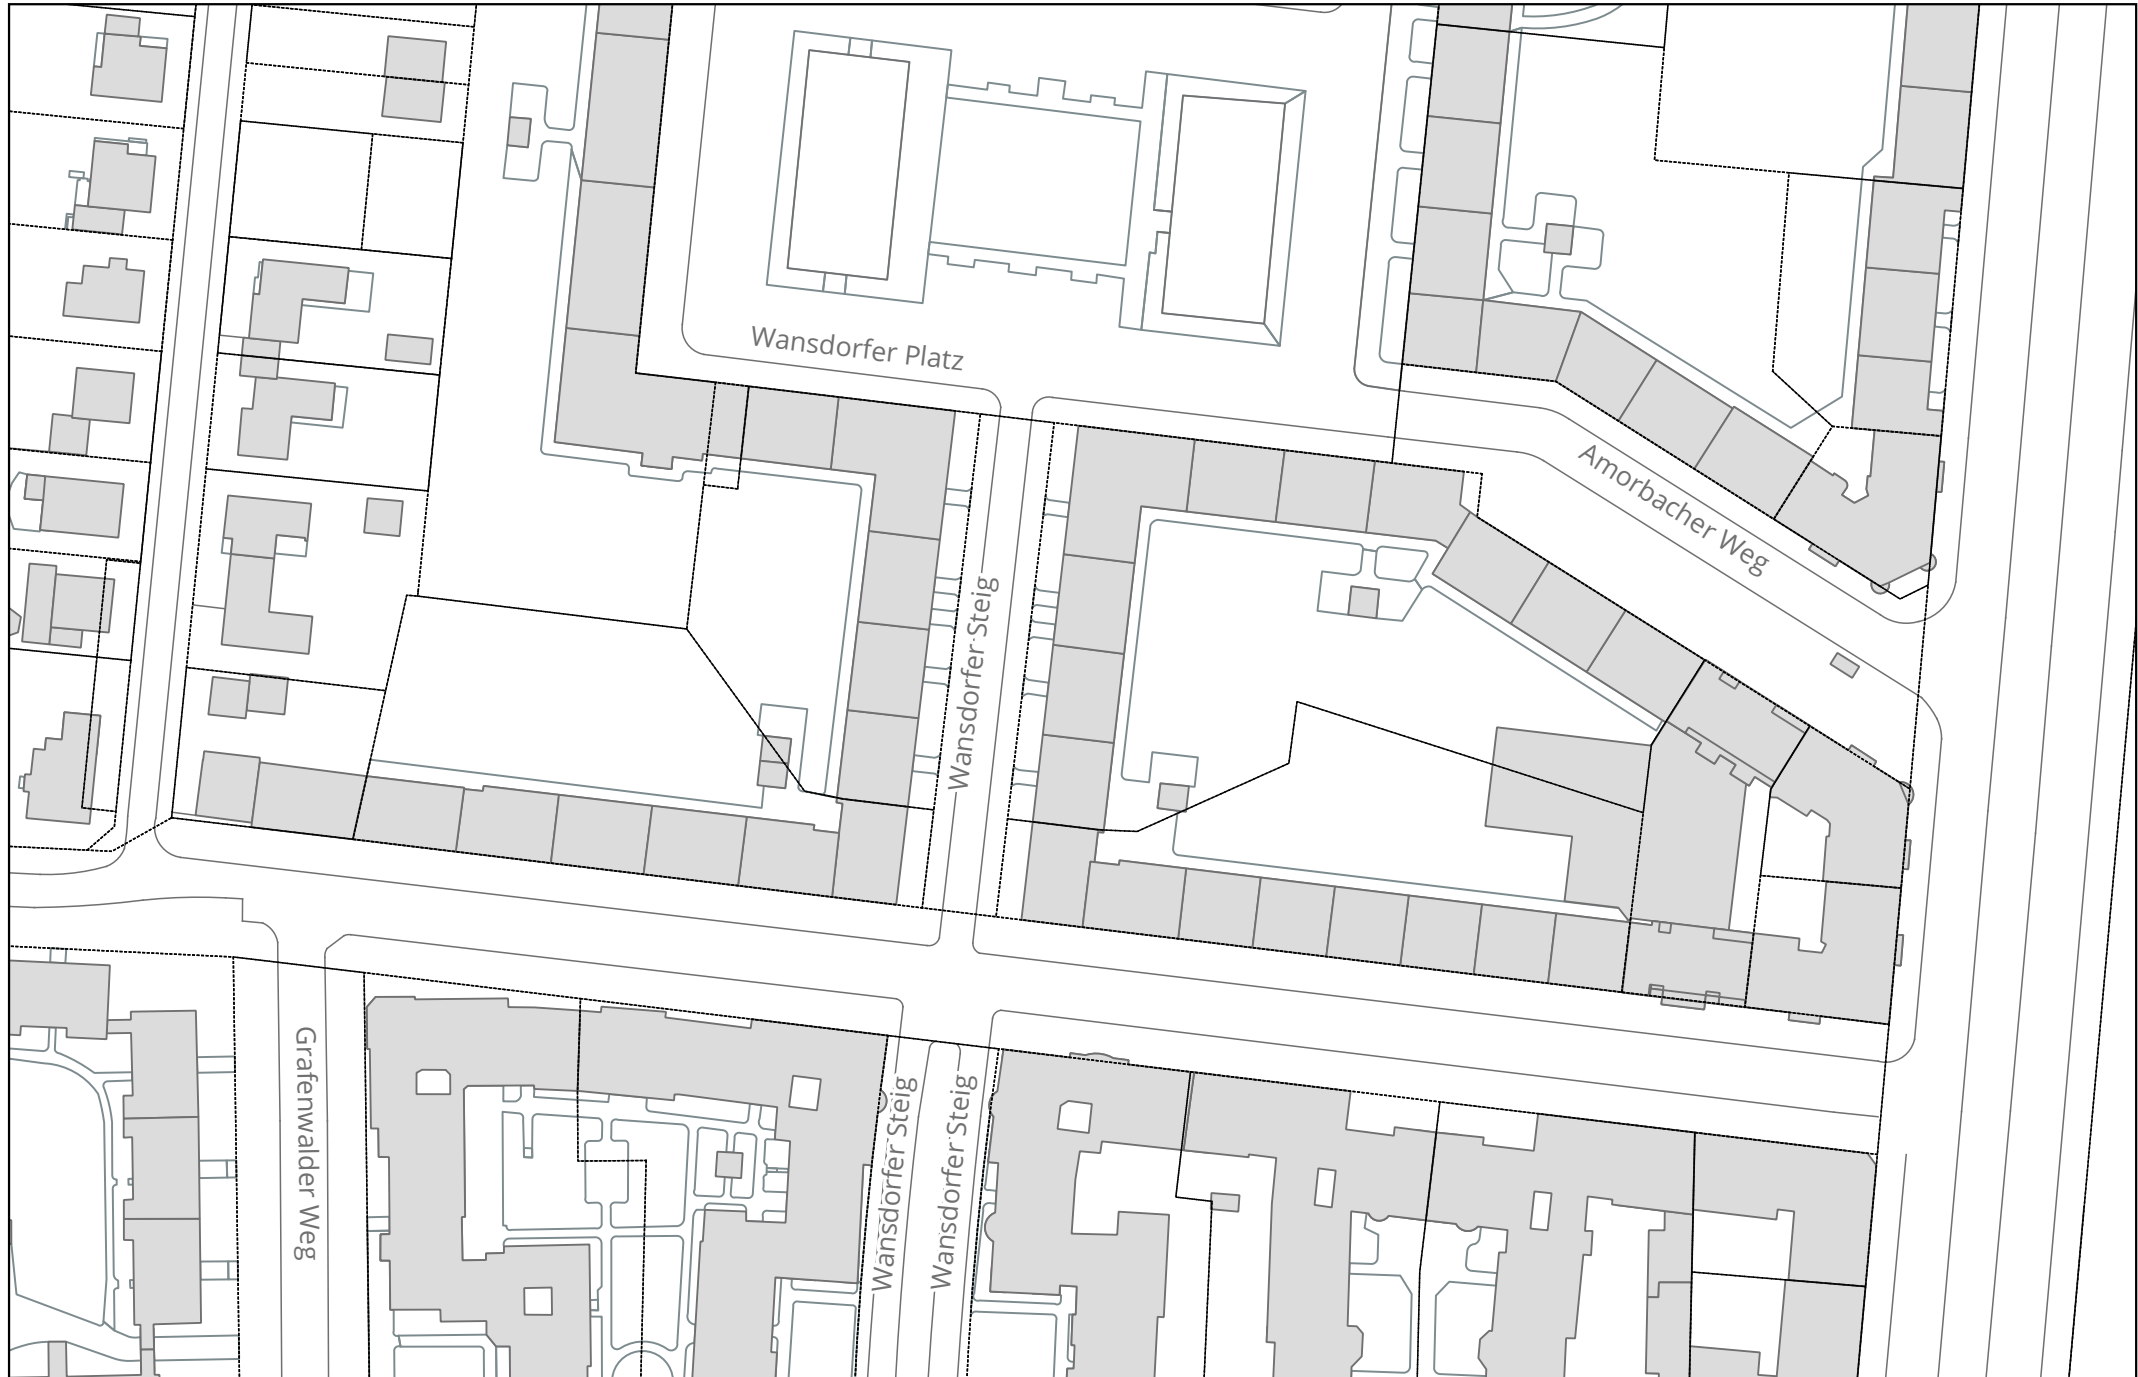 Wansdorfer Platz
Amorbacher Weg
Wansdorfer Steig
Grafenwalder Weg
Wansdorfer Steig
Wansdorfer Steig